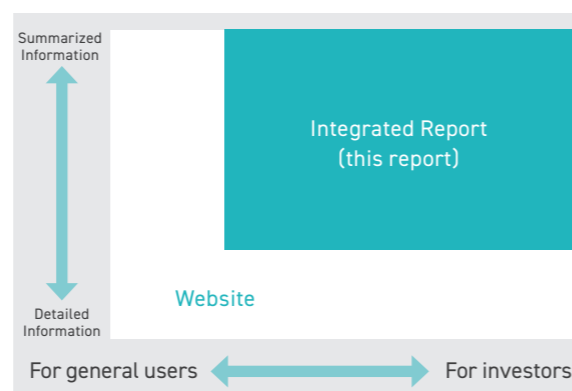 Summarized
Information
Integrated Report
(this report)
Website
Detailed
Information
For general users
For investors